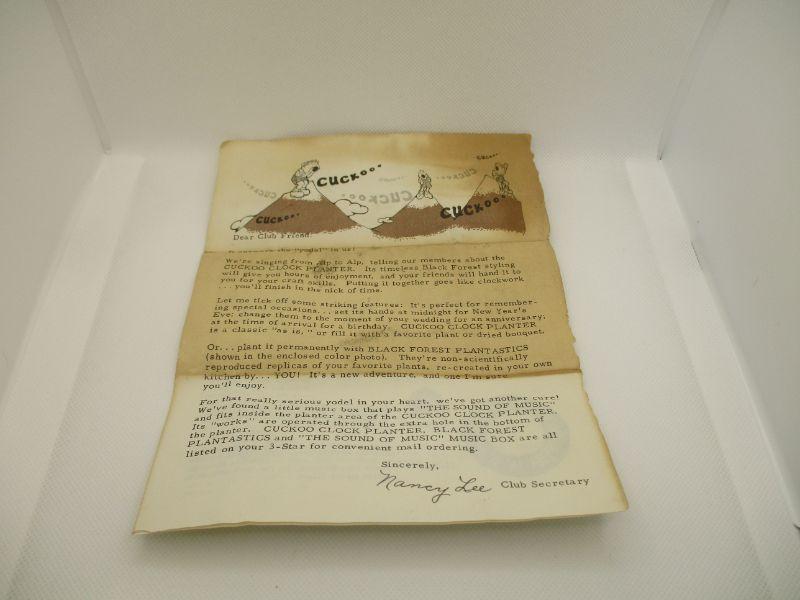 CUCKOO..
CUCKOO..
CUCKOO..
CUCKOO..
CUCKOO..
Dear Club Friend:
the "yodel" in us!
We're singing from Alp to Alp, telling our members about the
CUCKOO CLOCK PLANTER. Its timeless Black Forest styling
will give you hours of enjoyment, and your friends will hand it to
you for your craft skills. Putting it together goes like clockwork
...you'll finish in the nick of time.
Let me tick off some striking features: It's perfect for remember-
ing special occasions...set its hands at midnight for New Year's
Eve; change them to the moment of your wedding for an anniversary;
at the time of arrival for a birthday. CUCKOO CLOCK PLANTER
is a classic "as is," or fill it with a favorite plant or dried bouquet.
Or...plant it permanently with BLACK FOREST PLANTASTICS
(shown in the enclosed color photo). They're non-scientifically
reproduced replicas of your favorite plants, re-created in your own
kitchen by...YOU! It's a new adventure, and one I'm sure
you'll enjoy.
For that really serious yodel in your heart, we've got another cure!
We've found a little music box that plays "THE SOUND OF MUSIC"
and fits inside the planter area of the CUCKOO CLOCK PLANTER.
Its "works" are operated through the extra hole in the bottom of
the planter. CUCKOO CLOCK PLANTER, BLACK FOREST
PLANTASTICS and "THE SOUND OF MUSIC" MUSIC BOX are all
listed on your 3-Star for convenient mail ordering.
Sincerely,
Nancy Lee Club Secretary